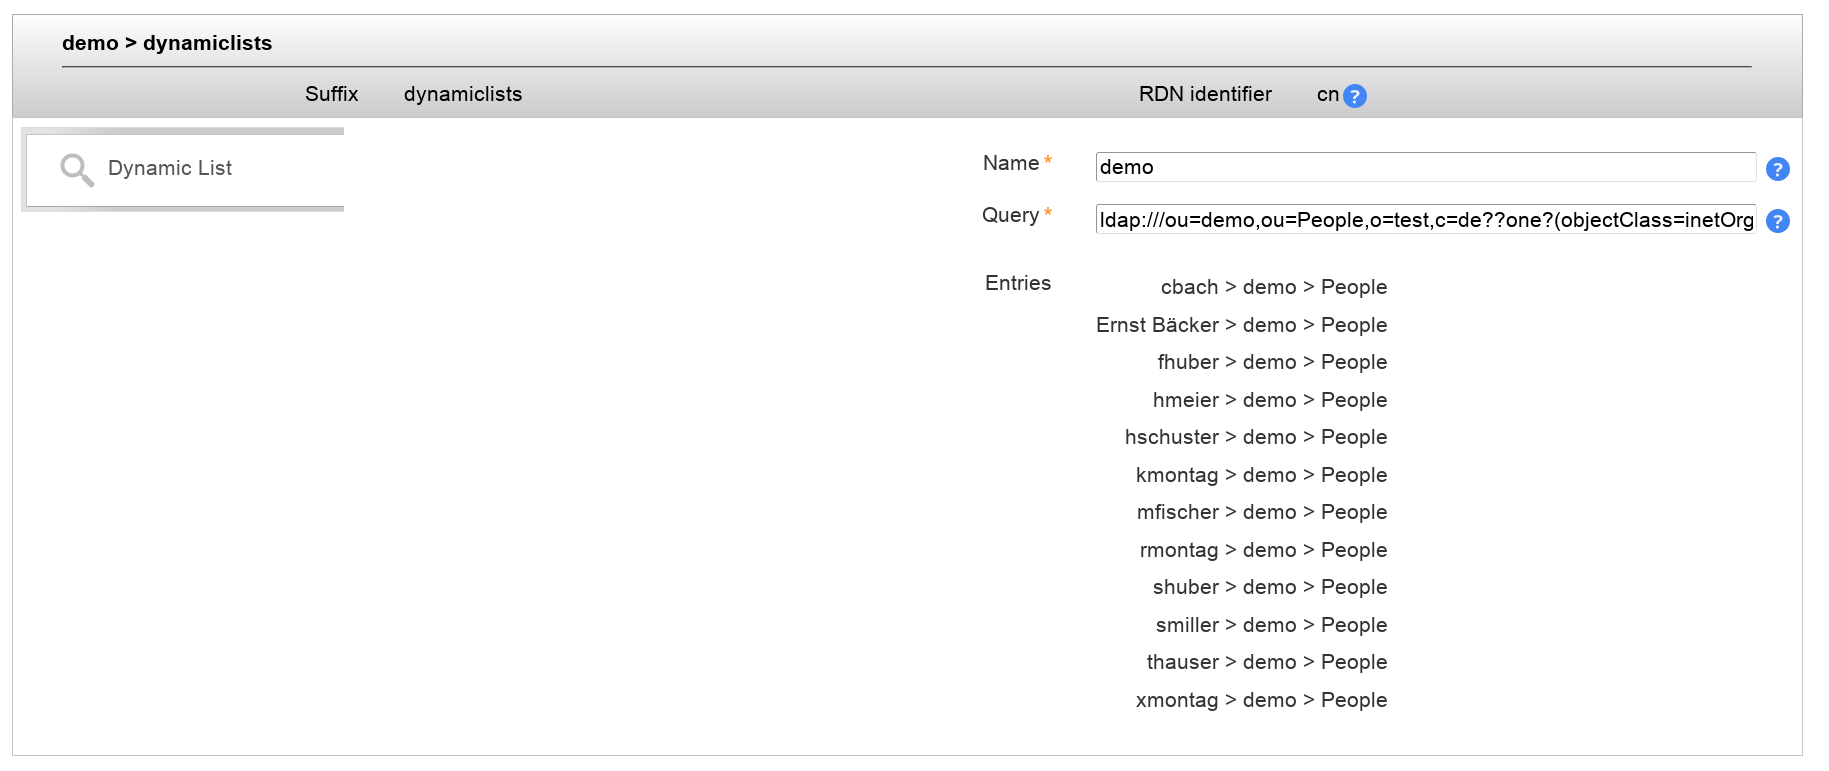 demo > dynamiclists
Suffix dynamiclists RDN identifier cn ?
Dynamic List
Name * demo ?
Query * ldap:///ou=demo,ou=People,o=test,c=de??one?(objectClass=inetOrg ?
Entries cbach > demo > People
Ernst Bäcker > demo > People
fhuber > demo > People
hmeier > demo > People
hschuster > demo > People
kmontag > demo > People
mfischer > demo > People
rmontag > demo > People
shuber > demo > People
smiller > demo > People
thauser > demo > People
xmontag > demo > People